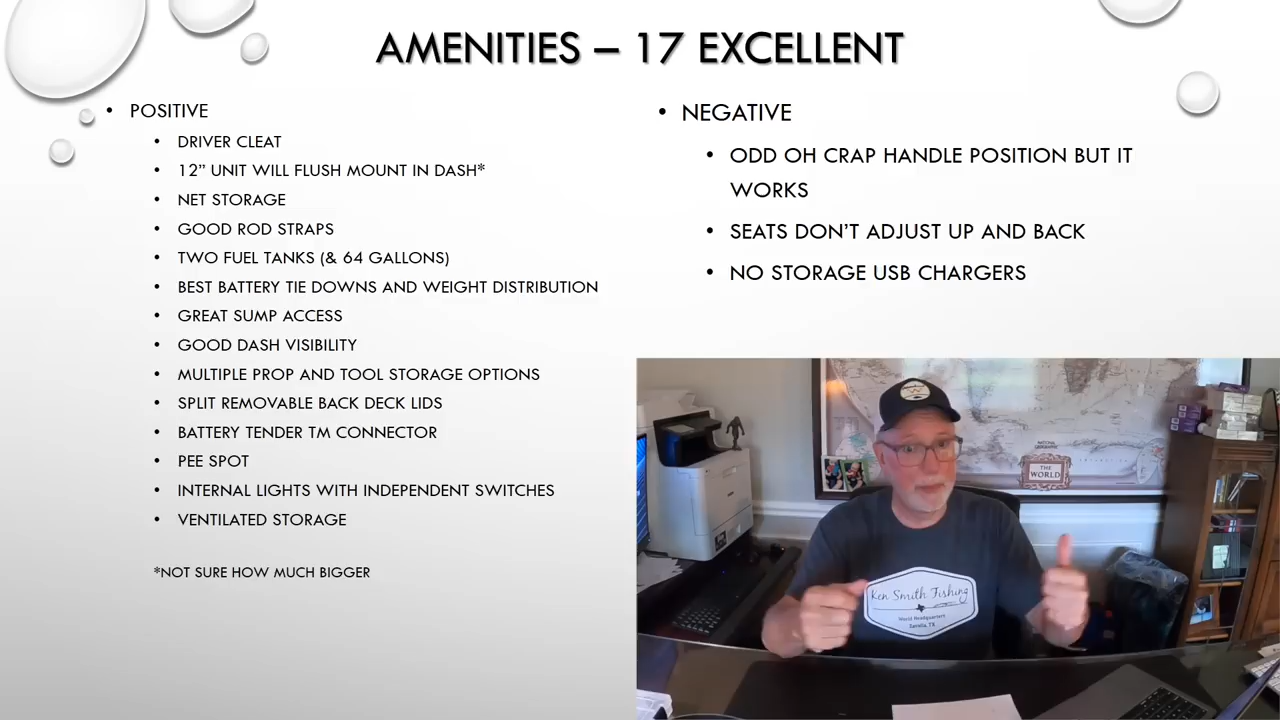 AMENITIES – 17 EXCELLENT
• POSITIVE
• DRIVER CLEAT
• 12” UNIT WILL FLUSH MOUNT IN DASH*
• NET STORAGE
• GOOD ROD STRAPS
• TWO FUEL TANKS (& 64 GALLONS)
• BEST BATTERY TIE DOWNS AND WEIGHT DISTRIBUTION
• GREAT SUMP ACCESS
• GOOD DASH VISIBILITY
• MULTIPLE PROP AND TOOL STORAGE OPTIONS
• SPLIT REMOVABLE BACK DECK LIDS
• BATTERY TENDER TM CONNECTOR
• PEE SPOT
• INTERNAL LIGHTS WITH INDEPENDENT SWITCHES
• VENTILATED STORAGE
*NOT SURE HOW MUCH BIGGER
• NEGATIVE
• ODD OH CRAP HANDLE POSITION BUT IT
WORKS
• SEATS DON’T ADJUST UP AND BACK
• NO STORAGE USB CHARGERS
NATIONAL
GEOGRAPHIC
THE
WORLD
Ken Smith Fishing
World Headquarters